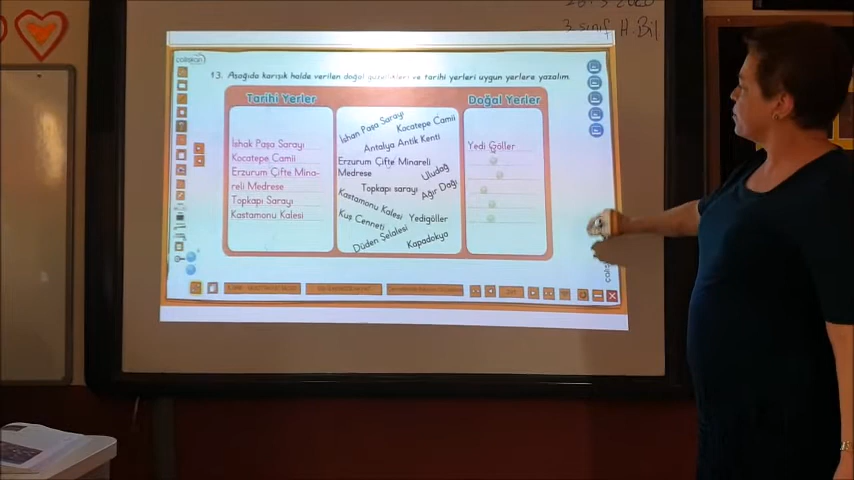 3. sınıf H. Bil
çalışkan
13. Aşağıda karışık halde verilen doğal güzellikleri ve tarihi yerleri uygun yerlere yazalım
Tarihi Yerler
İshak Paşa Sarayı
Kocatepe Camii
Erzurum Çifte Mina-
reli Medrese
Topkapı Sarayı
Kastamonu Kalesi
İshan Paşa Sarayı
Kocatepe Camii
Antalya Antik Kenti
Erzurum Çifte Minareli
Medrese
Uludağ
Topkapı sarayı
Ağır Dağı
Kastamonu Kalesi
Kuş Cenneti
Yedigöller
Düden Şelalesi
Kapadokya
Doğal Yerler
Yedi Göller